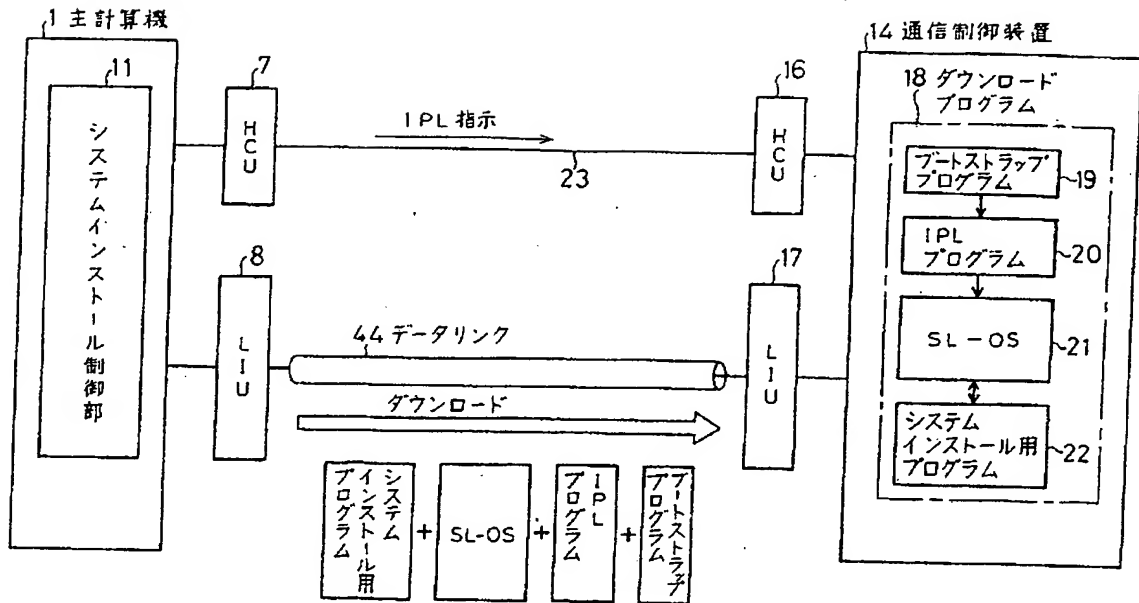 1 主計算機
11
システムインストール制御部
7
HCU
IPL指示
23
16
HCU
14 通信制御装置
18 ダウンロード
プログラム
ブートストラップ
プログラム
19
IPL
プログラム
20
SL-OS
21
システム
インストール用
プログラム
22
8
LIU
44 データリンク
ダウンロード
17
LIU
システム
インストール用
プログラム
+
SL-OS
+
IPL
プログラム
+
ブートストラップ
プログラム